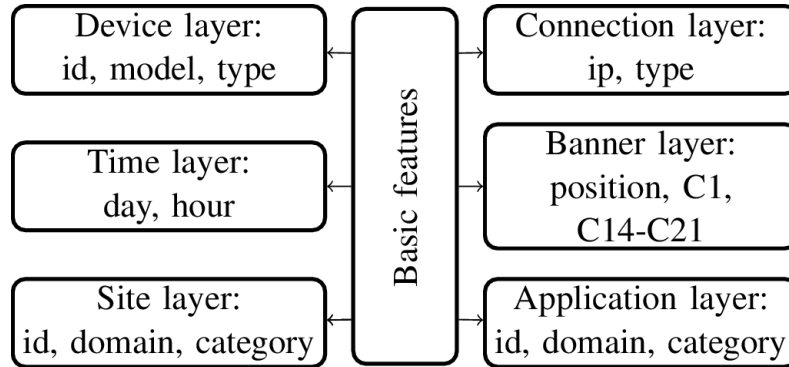 Device layer:
id, model, type
Time layer:
day, hour
Site layer:
id, domain, category
Basic features
Connection layer:
ip, type
Banner layer:
position, C1,
C14-C21
Application layer:
id, domain, category